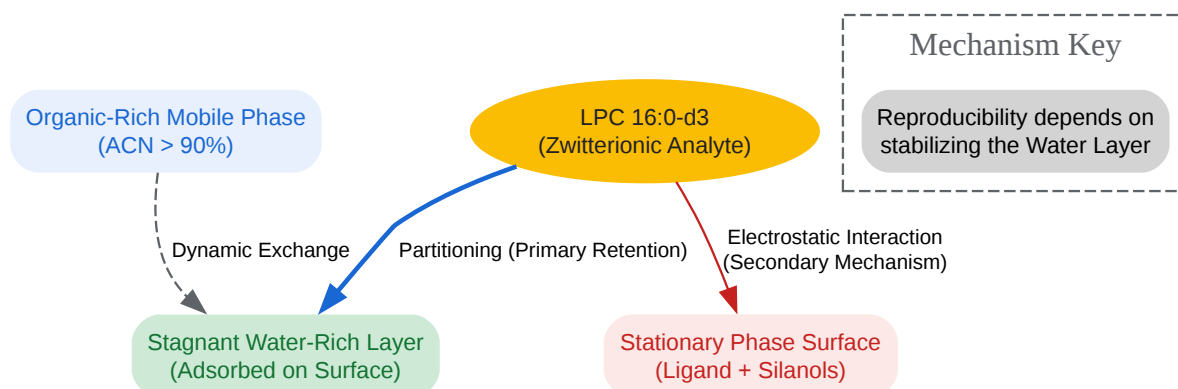 Mechanism Key
Organic-Rich Mobile Phase
(ACN > 90%)
LPC 16:0-d3
(Zwitterionic Analyte)
Reproducibility depends on
stabilizing the Water Layer
Dynamic Exchange
Partitioning (Primary Retention)
Electrostatic Interaction
(Secondary Mechanism)
Stagnant Water-Rich Layer
(Adsorbed on Surface)
Stationary Phase Surface
(Ligand + Silanols)